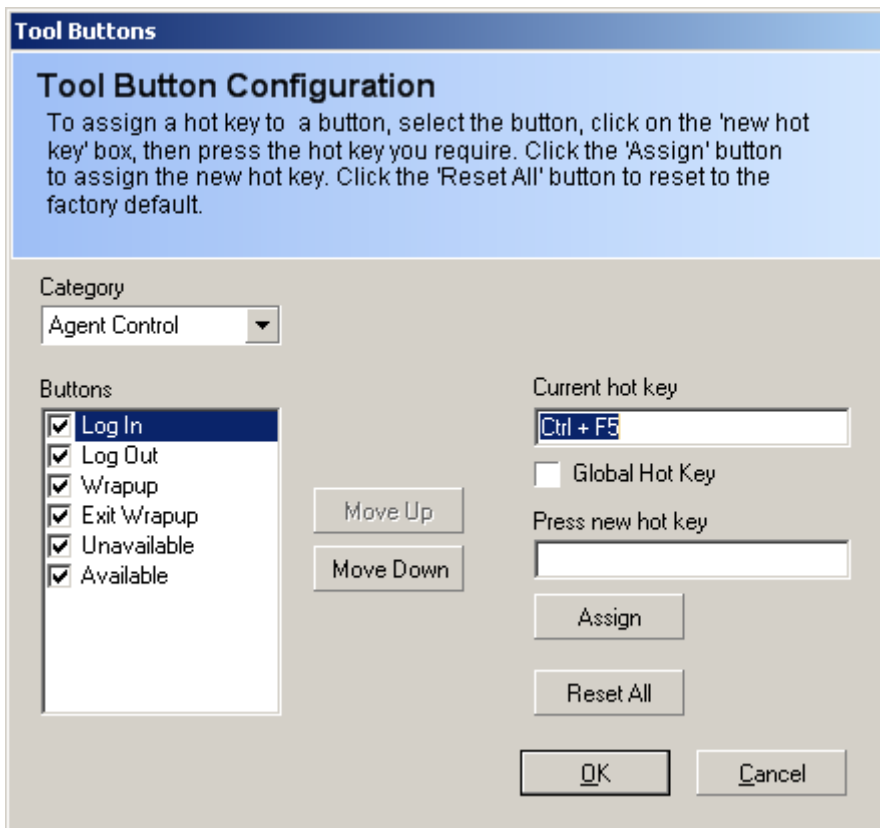 Tool Buttons
Tool Button Configuration
To assign a hot key to a button, select the button, click on the 'new hot
key' box, then press the hot key you require. Click the 'Assign' button
to assign the new hot key. Click the 'Reset All' button to reset to the
factory default.
Category
Agent Control
Buttons
Log In
Log Out
Wrapup
Exit Wrapup
Unavailable
Available
Move Up
Move Down
Current hot key
Ctrl + F5
Global Hot Key
Press new hot key
Assign
Reset All
OK
Cancel